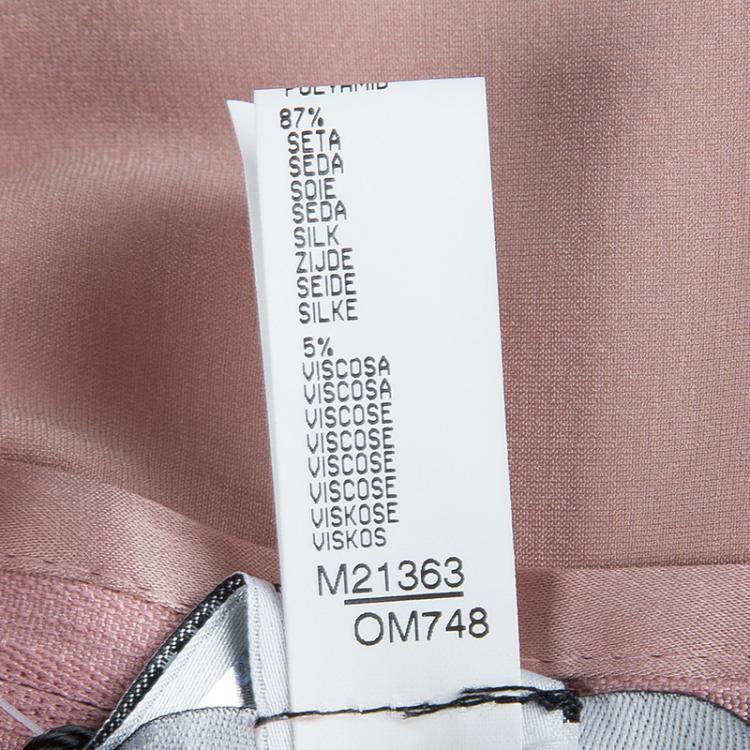 POLYAMID
87%
SETA
SEDA
SOIE
SEDA
SILK
ZIJDE
SEIDE
SILKE
5%
VISCOSA
VISCOSA
VISCOSE
VISCOSE
VISCOSE
VISCOSE
VISKOSE
VISKOS
M21363
OM748